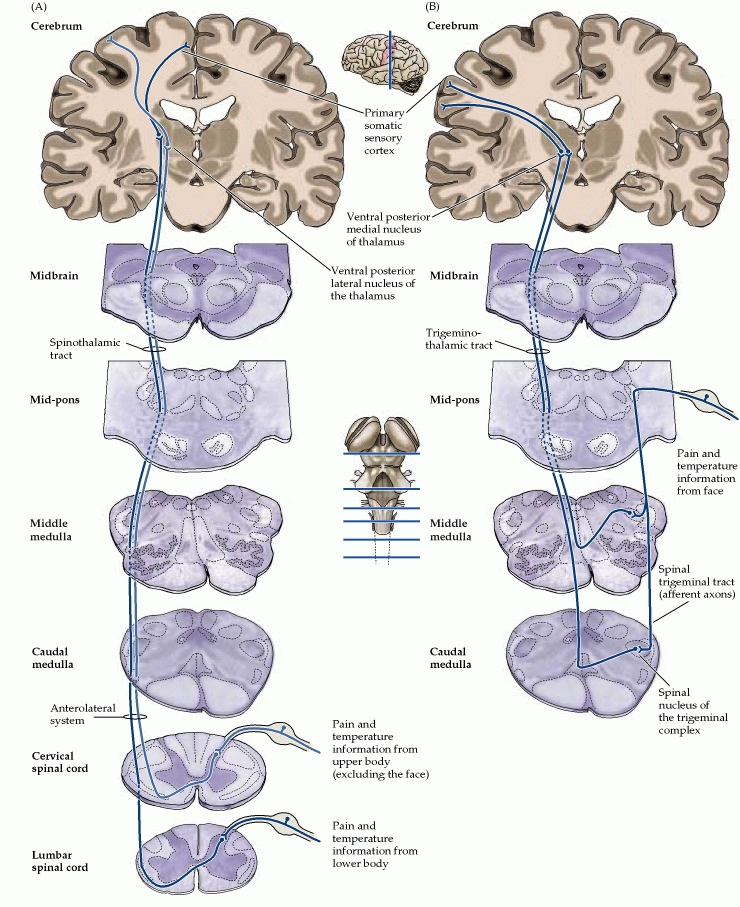 (A)
Cerebrum
Primary
somatic
sensory
cortex
Ventral posterior
medial nucleus
of thalamus
Midbrain
Ventral posterior
lateral nucleus of
the thalamus
Spinothalamic
tract
Mid-pons
Middle
medulla
Caudal
medulla
Anterolateral
system
Cervical
spinal cord
Pain and
temperature
information from
upper body
(excluding the face)
Lumbar
spinal cord
Pain and
temperature
information from
lower body
(B)
Cerebrum
Midbrain
Trigemino-
thalamic tract
Mid-pons
Pain and
temperature
information
from face
Middle
medulla
Spinal
trigeminal tract
(afferent axons)
Caudal
medulla
Spinal
nucleus of
the trigeminal
complex